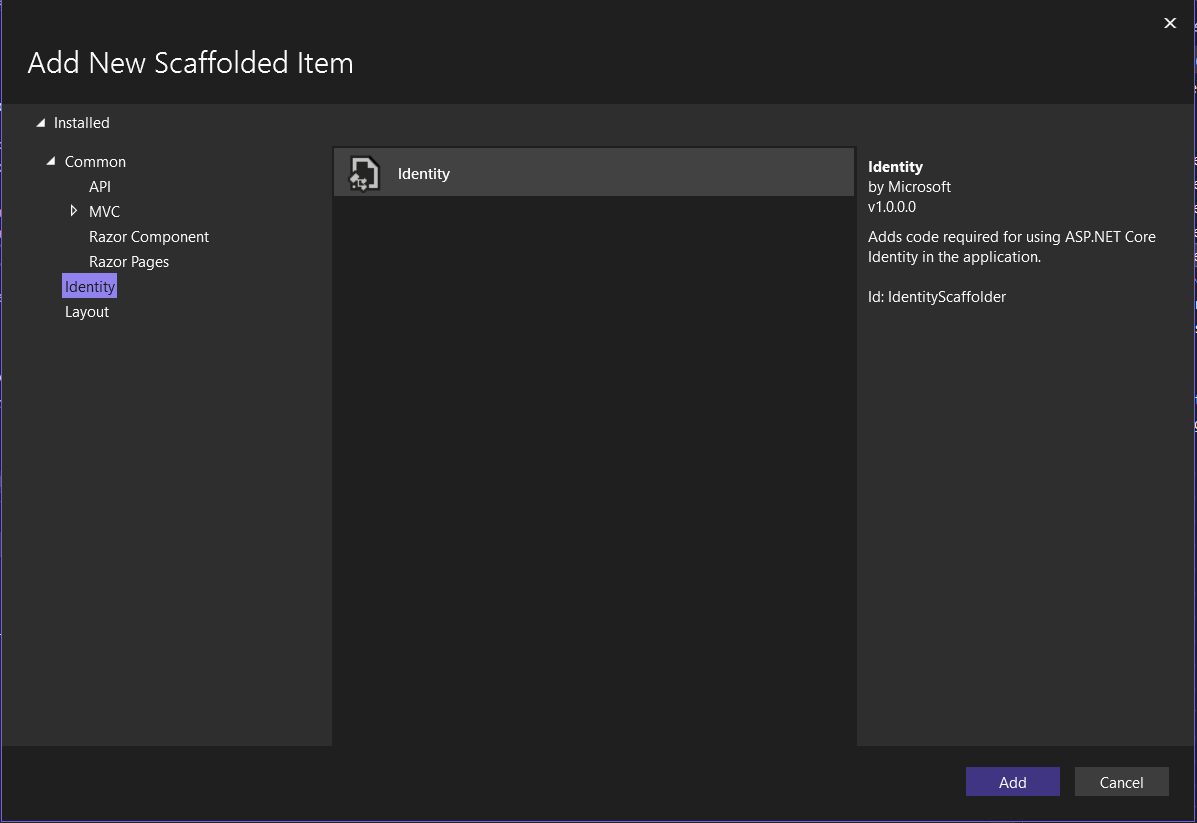 Add New Scaffolded Item
Installed
Common
API
MVC
Razor Component
Razor Pages
Identity
Layout
Identity
Identity
by Microsoft
v1.0.0.0
Adds code required for using ASP.NET Core
Identity in the application.
Id: IdentityScaffolder
Add
Cancel